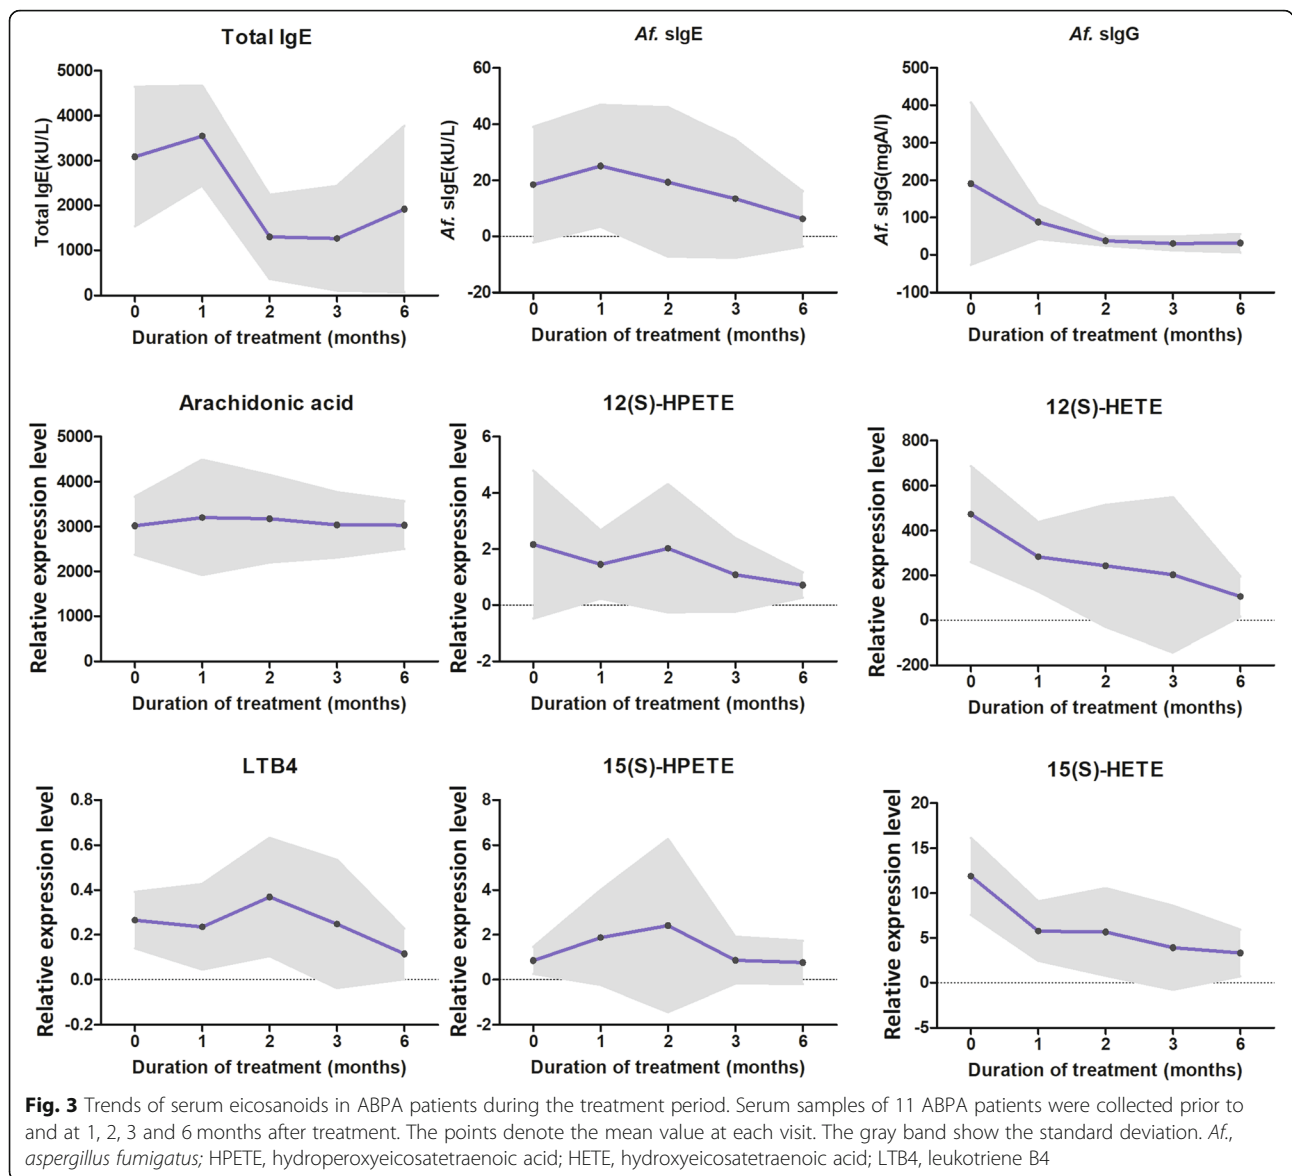 Total IgE
Total IgE(kU/L)
5000
4000
3000
2000
1000
0
0 1 2 3 6
Duration of treatment (months)
Af. sIgE
Af. sIgE(kU/L)
60
40
20
0
-20
0 1 2 3 6
Duration of treatment (months)
Af. sIgG
Af. sIgG(mgA/l)
500
400
300
200
100
0
-100
0 1 2 3 6
Duration of treatment (months)
Arachidonic acid
Relative expression level
5000
4000
3000
2000
1000
0
0 1 2 3 6
Duration of treatment (months)
12(S)-HPETE
Relative expression level
6
4
2
0
-2
0 1 2 3 6
Duration of treatment (months)
12(S)-HETE
Relative expression level
800
600
400
200
0
-200
0 1 2 3 6
Duration of treatment (months)
LTB4
Relative expression level
0.8
0.6
0.4
0.2
0.0
-0.2
0 1 2 3 6
Duration of treatment (months)
15(S)-HPETE
Relative expression level
8
6
4
2
0
-2
0 1 2 3 6
Duration of treatment (months)
15(S)-HETE
Relative expression level
20
15
10
5
0
-5
0 1 2 3 6
Duration of treatment (months)
Fig. 3 Trends of serum eicosanoids in ABPA patients during the treatment period. Serum samples of 11 ABPA patients were collected prior to
and at 1, 2, 3 and 6 months after treatment. The points denote the mean value at each visit. The gray band show the standard deviation. Af.,
aspergillus fumigatus; HPETE, hydroperoxyeicosatetraenoic acid; HETE, hydroxyeicosatetraenoic acid; LTB4, leukotriene B4